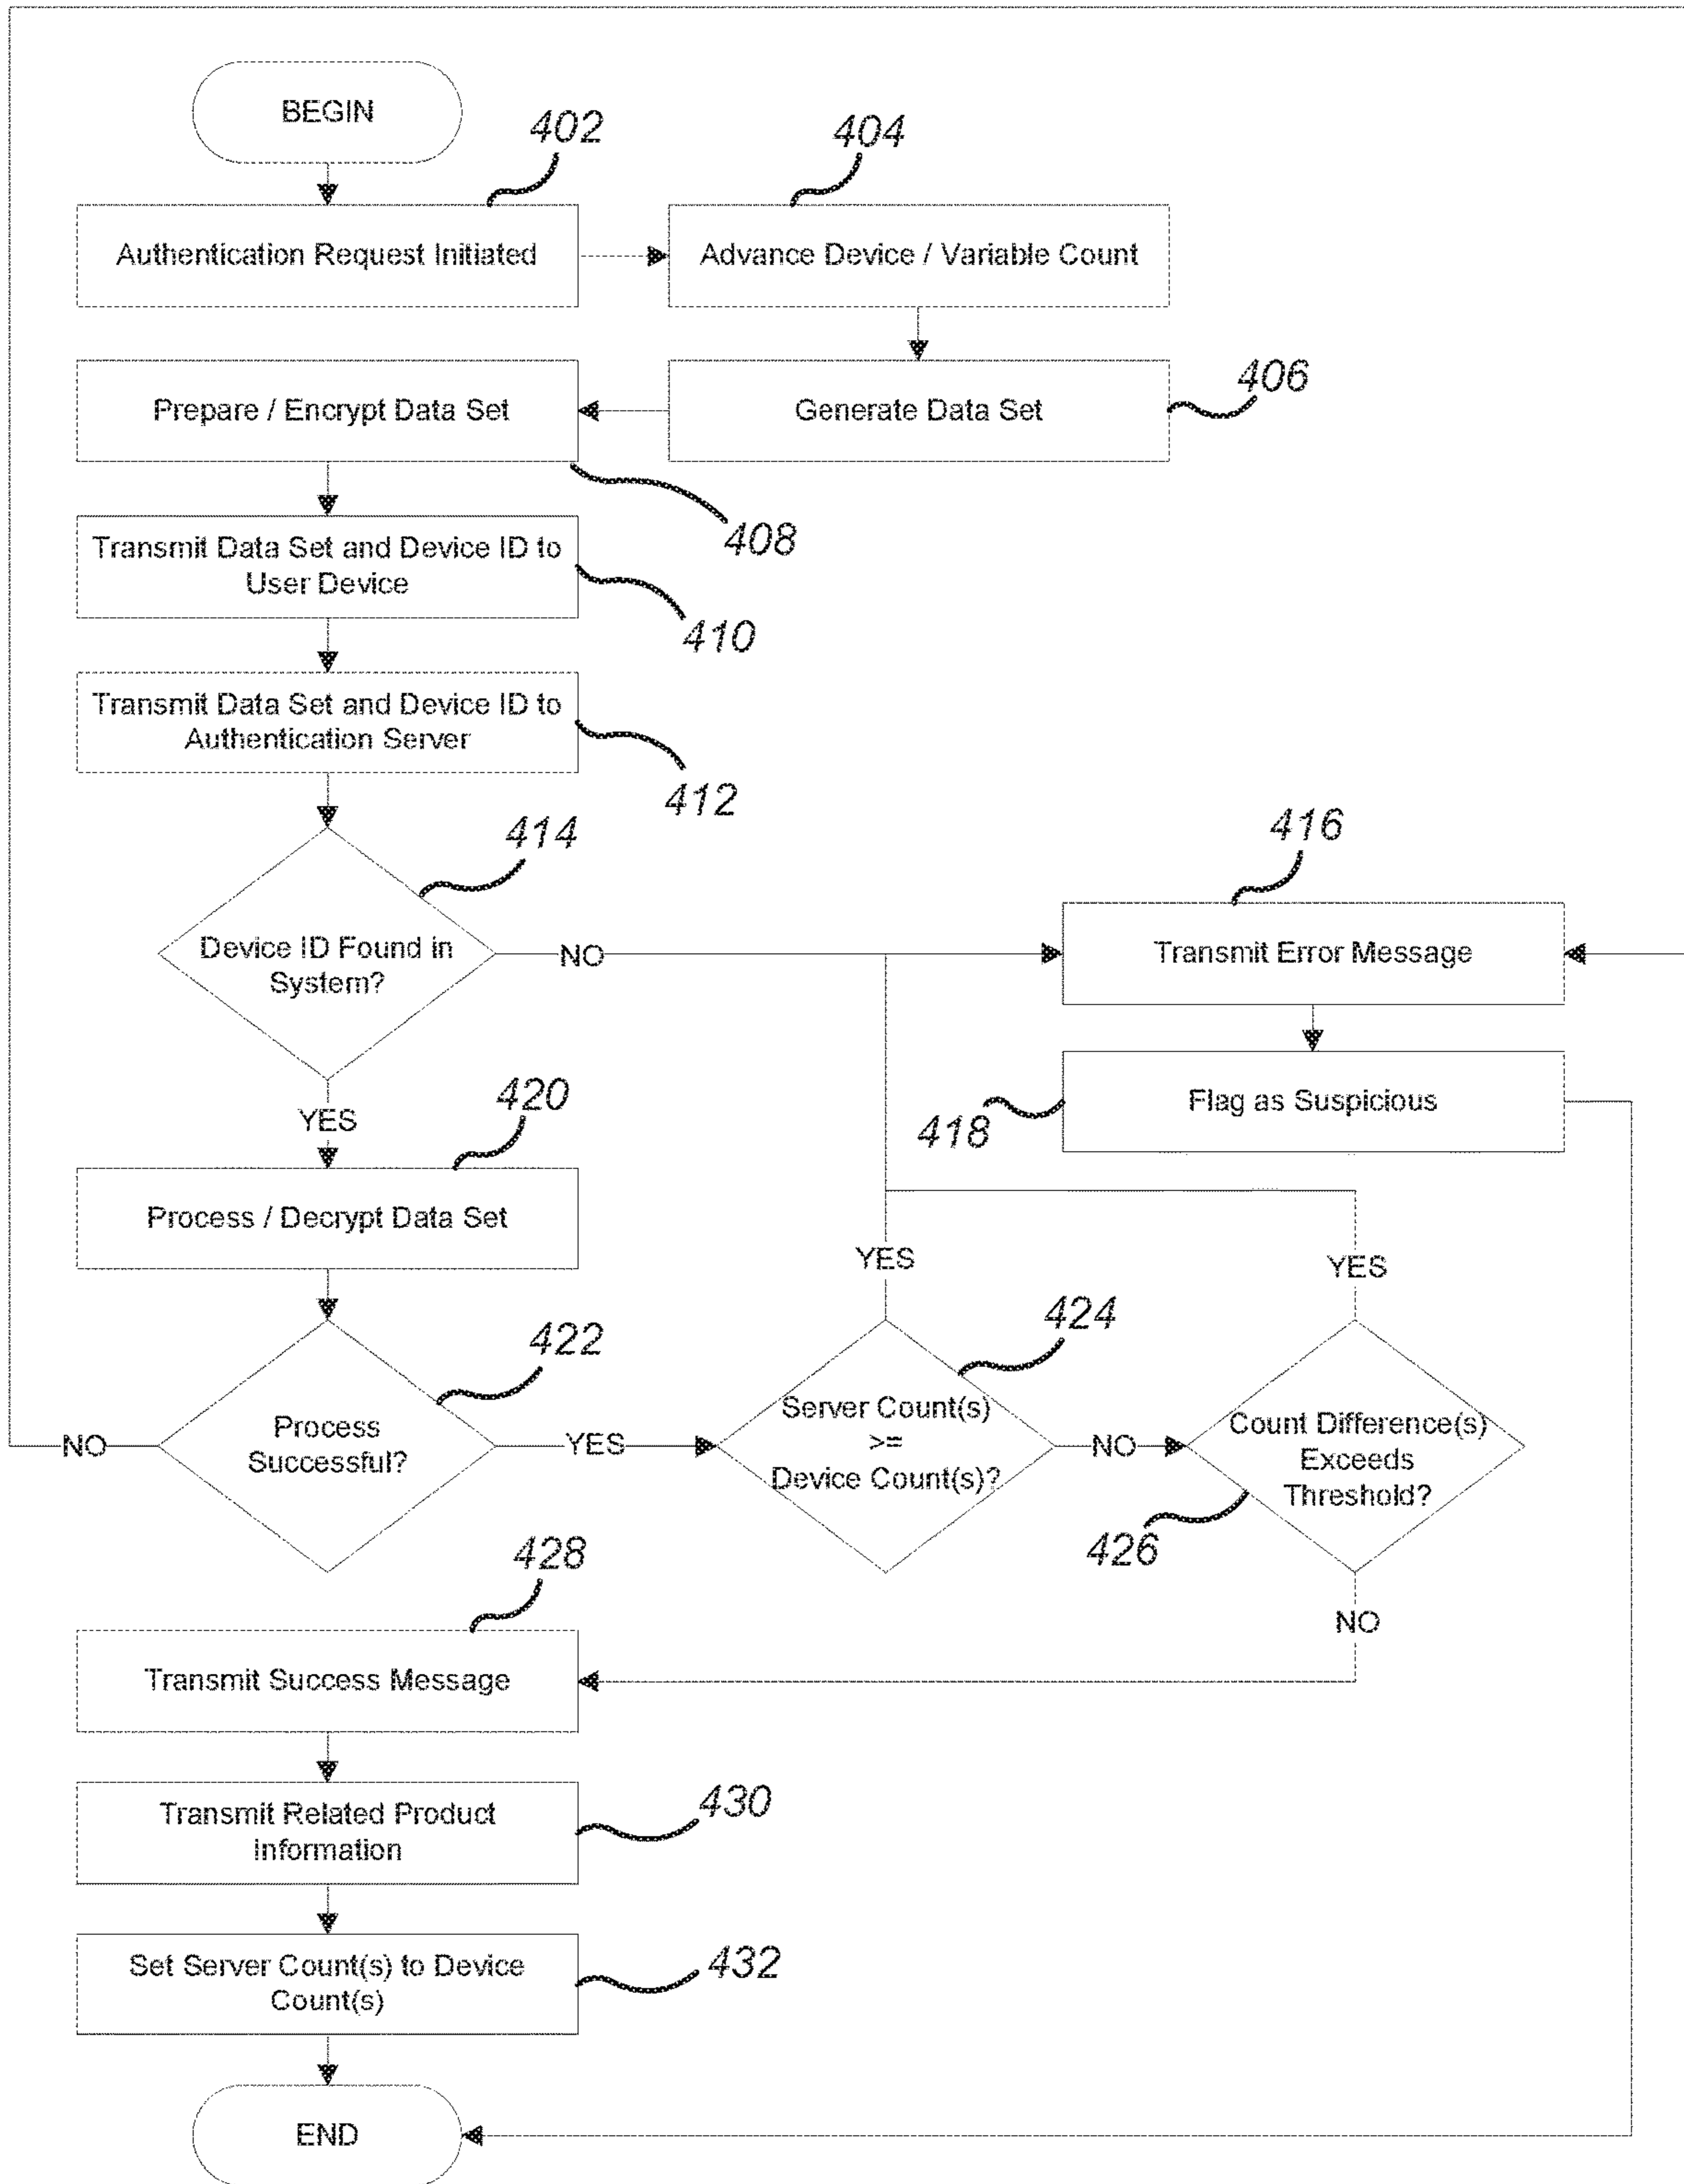 BEGIN
402
404
Authentication Request Initiated
Advance Device / Variable Count
406
Prepare / Encrypt Data Set
Generate Data Set
408
Transmit Data Set and Device ID to
User Device
410
Transmit Data Set and Device ID to
Authentication Server
412
414
416
Device ID Found in
System?
NO
Transmit Error Message
YES
420
418
Flag as Suspicious
Process / Decrypt Data Set
YES
YES
422
424
Process
Successful?
NO
YES
Server Count(s)
>=
Device Count(s)?
NO
Count Difference(s)
Exceeds
Threshold?
426
428
NO
Transmit Success Message
430
Transmit Related Product
Information
432
Set Server Count(s) to Device
Count(s)
END